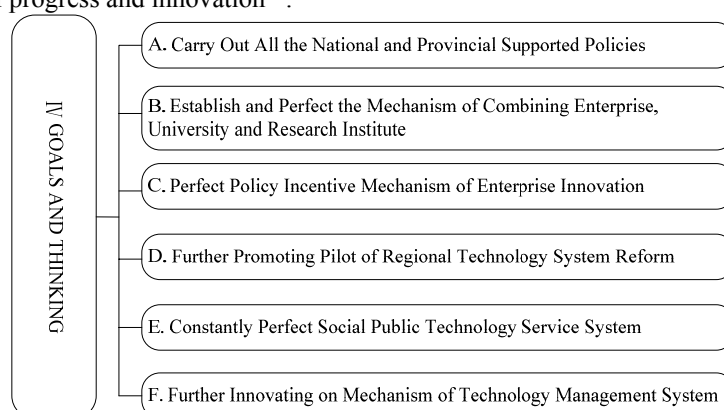 progress and innovation
IV GOALS AND THINKING
A. Carry Out All the National and Provincial Supported Policies
B. Establish and Perfect the Mechanism of Combining Enterprise,
University and Research Institute
C. Perfect Policy Incentive Mechanism of Enterprise Innovation
D. Further Promoting Pilot of Regional Technology System Reform
E. Constantly Perfect Social Public Technology Service System
F. Further Innovating on Mechanism of Technology Management System